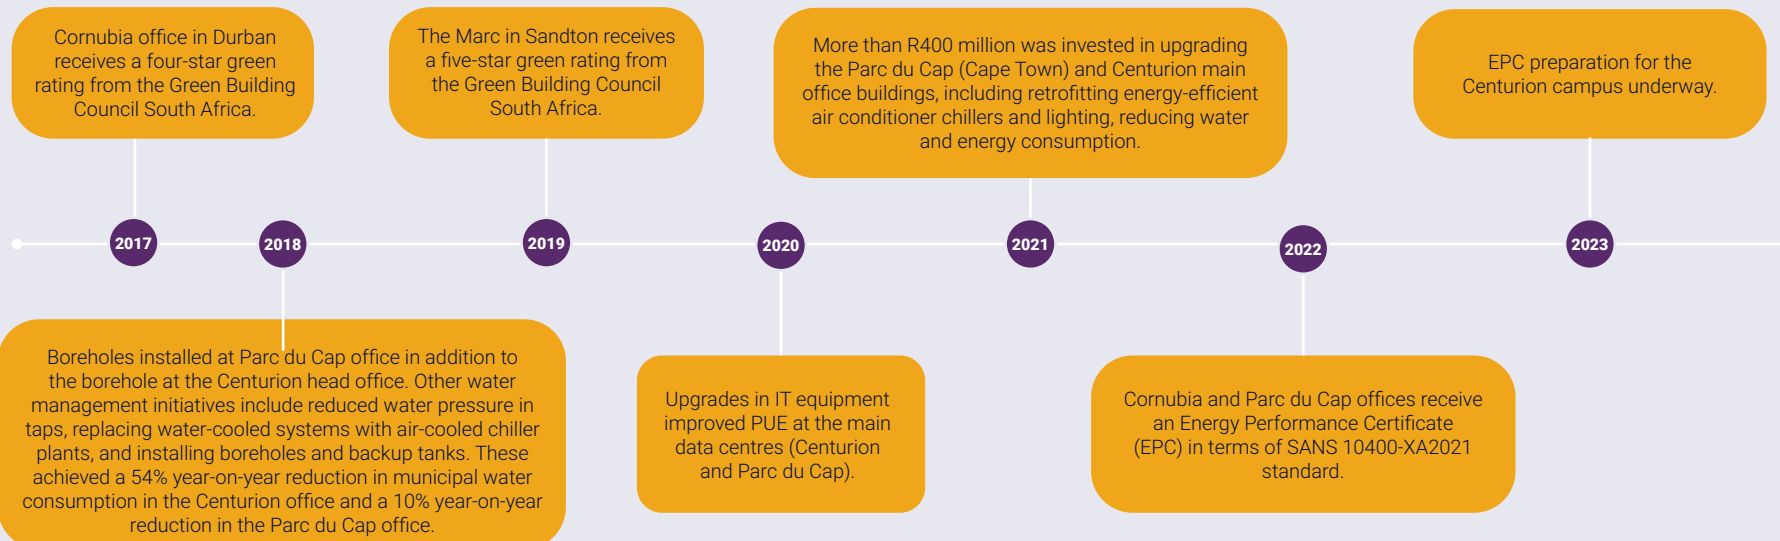 Cornubia office in Durban
receives a four-star green
rating from the Green Building
Council South Africa.
The Marc in Sandton receives
a five-star green rating from
the Green Building Council
South Africa.
More than R400 million was invested in upgrading
the Parc du Cap (Cape Town) and Centurion main
office buildings, including retrofitting energy-efficient
air conditioner chillers and lighting, reducing water
and energy consumption.
EPC preparation for the
Centurion campus underway.
2017
2018
2019
2020
2021
2022
2023
Boreholes installed at Parc du Cap office in addition to
the borehole at the Centurion head office. Other water
management initiatives include reduced water pressure in
taps, replacing water-cooled systems with air-cooled chiller
plants, and installing boreholes and backup tanks. These
achieved a 54% year-on-year reduction in municipal water
consumption in the Centurion office and a 10% year-on-year
reduction in the Parc du Cap office.
Upgrades in IT equipment
improved PUE at the main
data centres (Centurion
and Parc du Cap).
Cornubia and Parc du Cap offices receive
an Energy Performance Certificate
(EPC) in terms of SANS 10400-XA2021
standard.